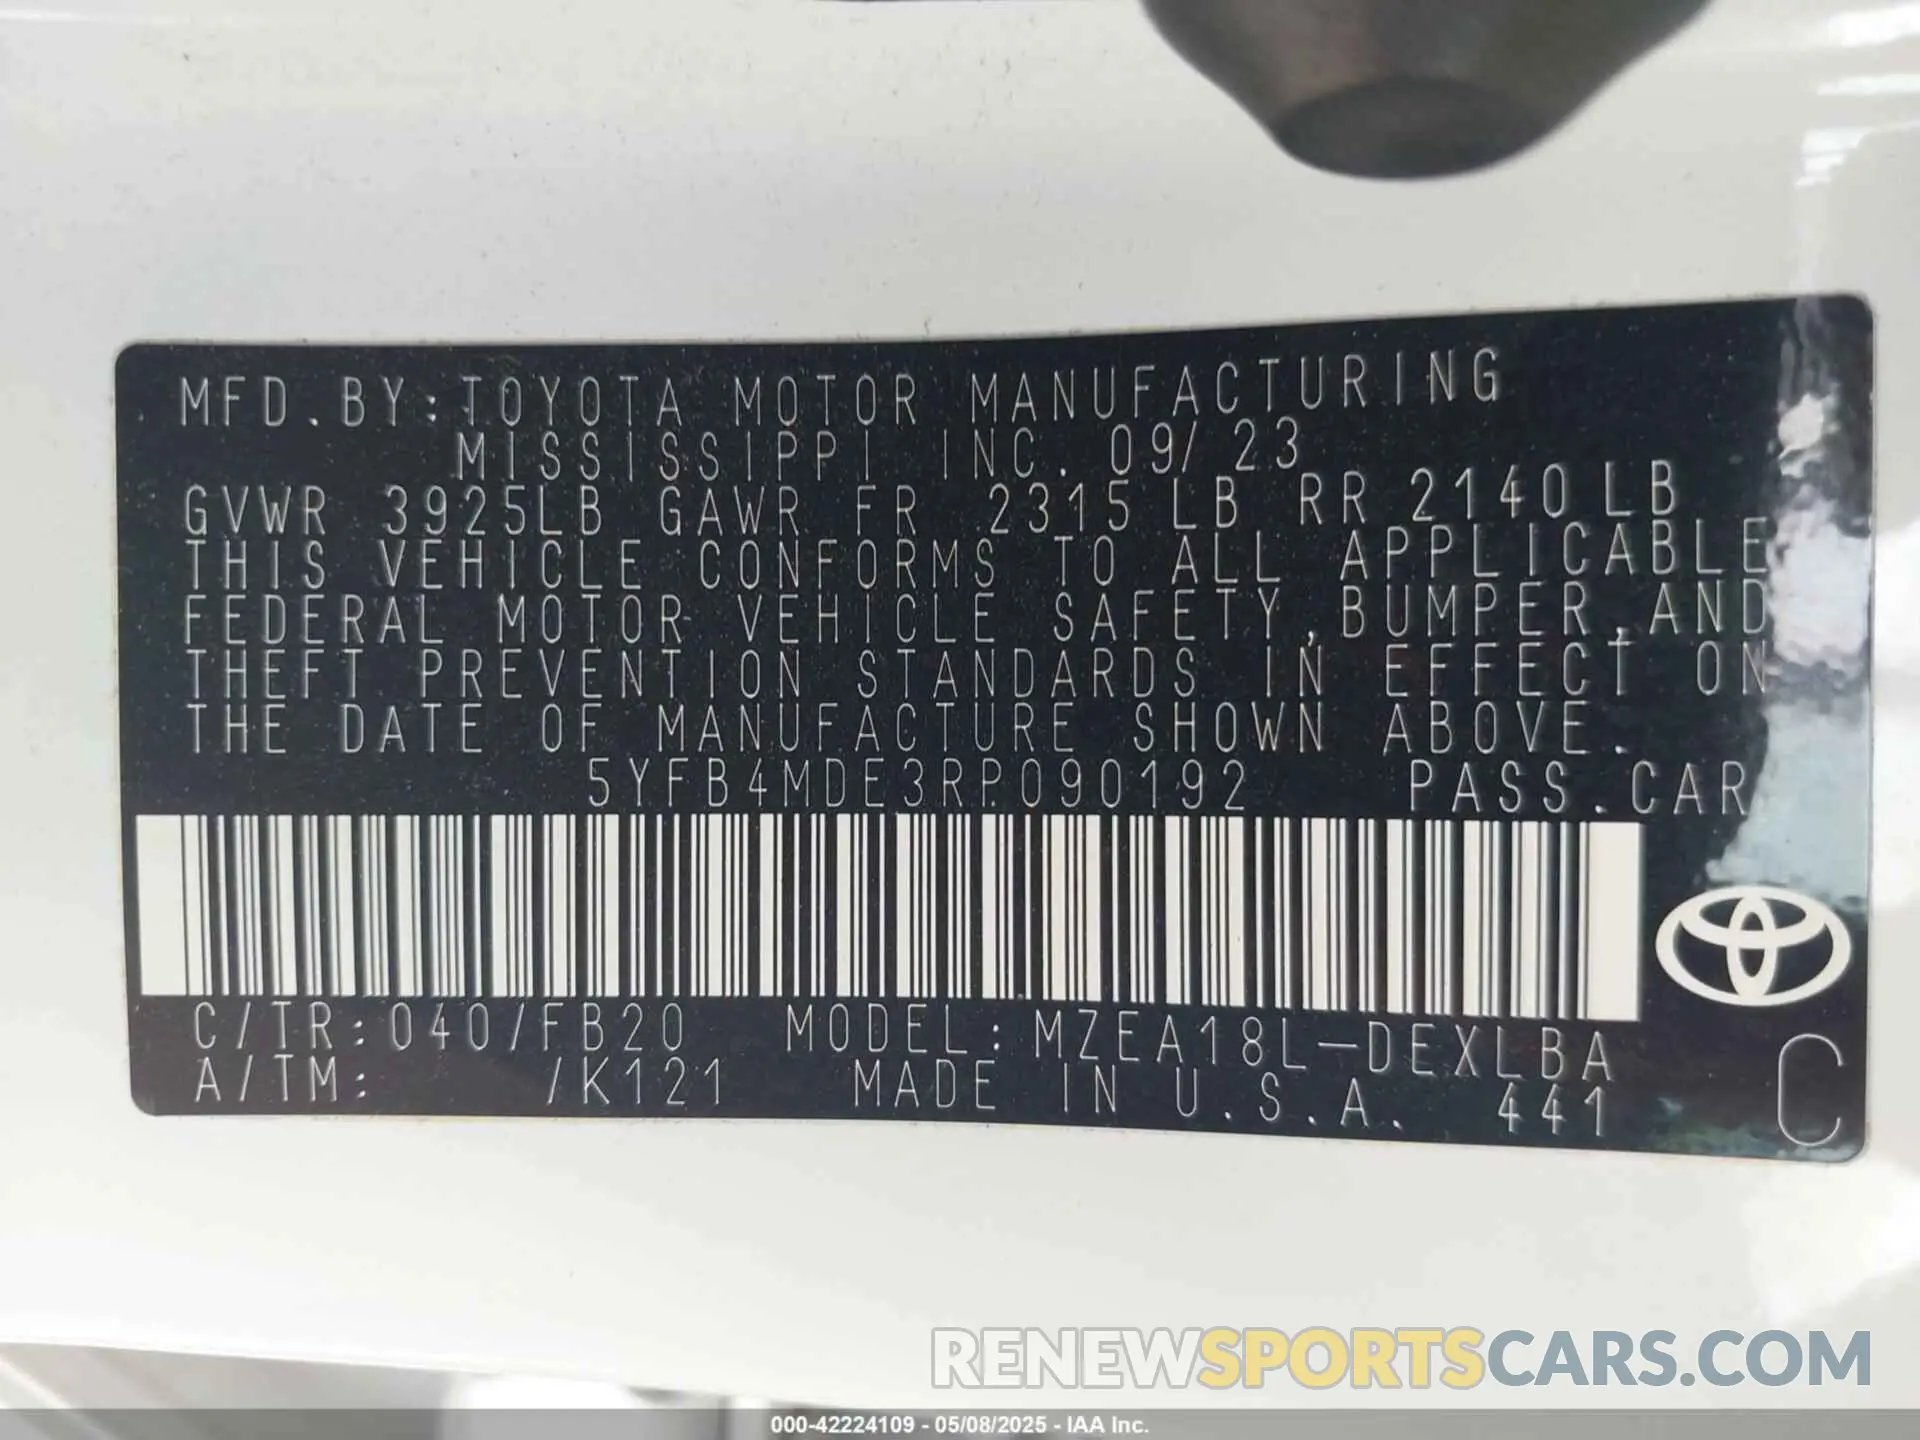 MFD.BY:TOYOTA MOTOR MANUFACTURING
MISSISSIPPI INC. 09/23
GVWR 3925LB GAWR FR 2315LB RR 2140LB
THIS VEHICLE CONFORMS TO ALL APPLICABLE
FEDERAL MOTOR VEHICLE SAFETY,BUMPER,AND
THEFT PREVENTION STANDARDS IN EFFECT ON
THE DATE OF MANUFACTURE SHOWN ABOVE.
5YFB4MDE3RP090192 PASS.CAR
C/TR:040/FB20 MODEL:MZEA18L-DEXLBA
A/TM: /K121 MADE IN U.S.A. 441 C
RENEWSPORTSCARS.COM
000-42224109 - 05/08/2025 - IAA Inc.